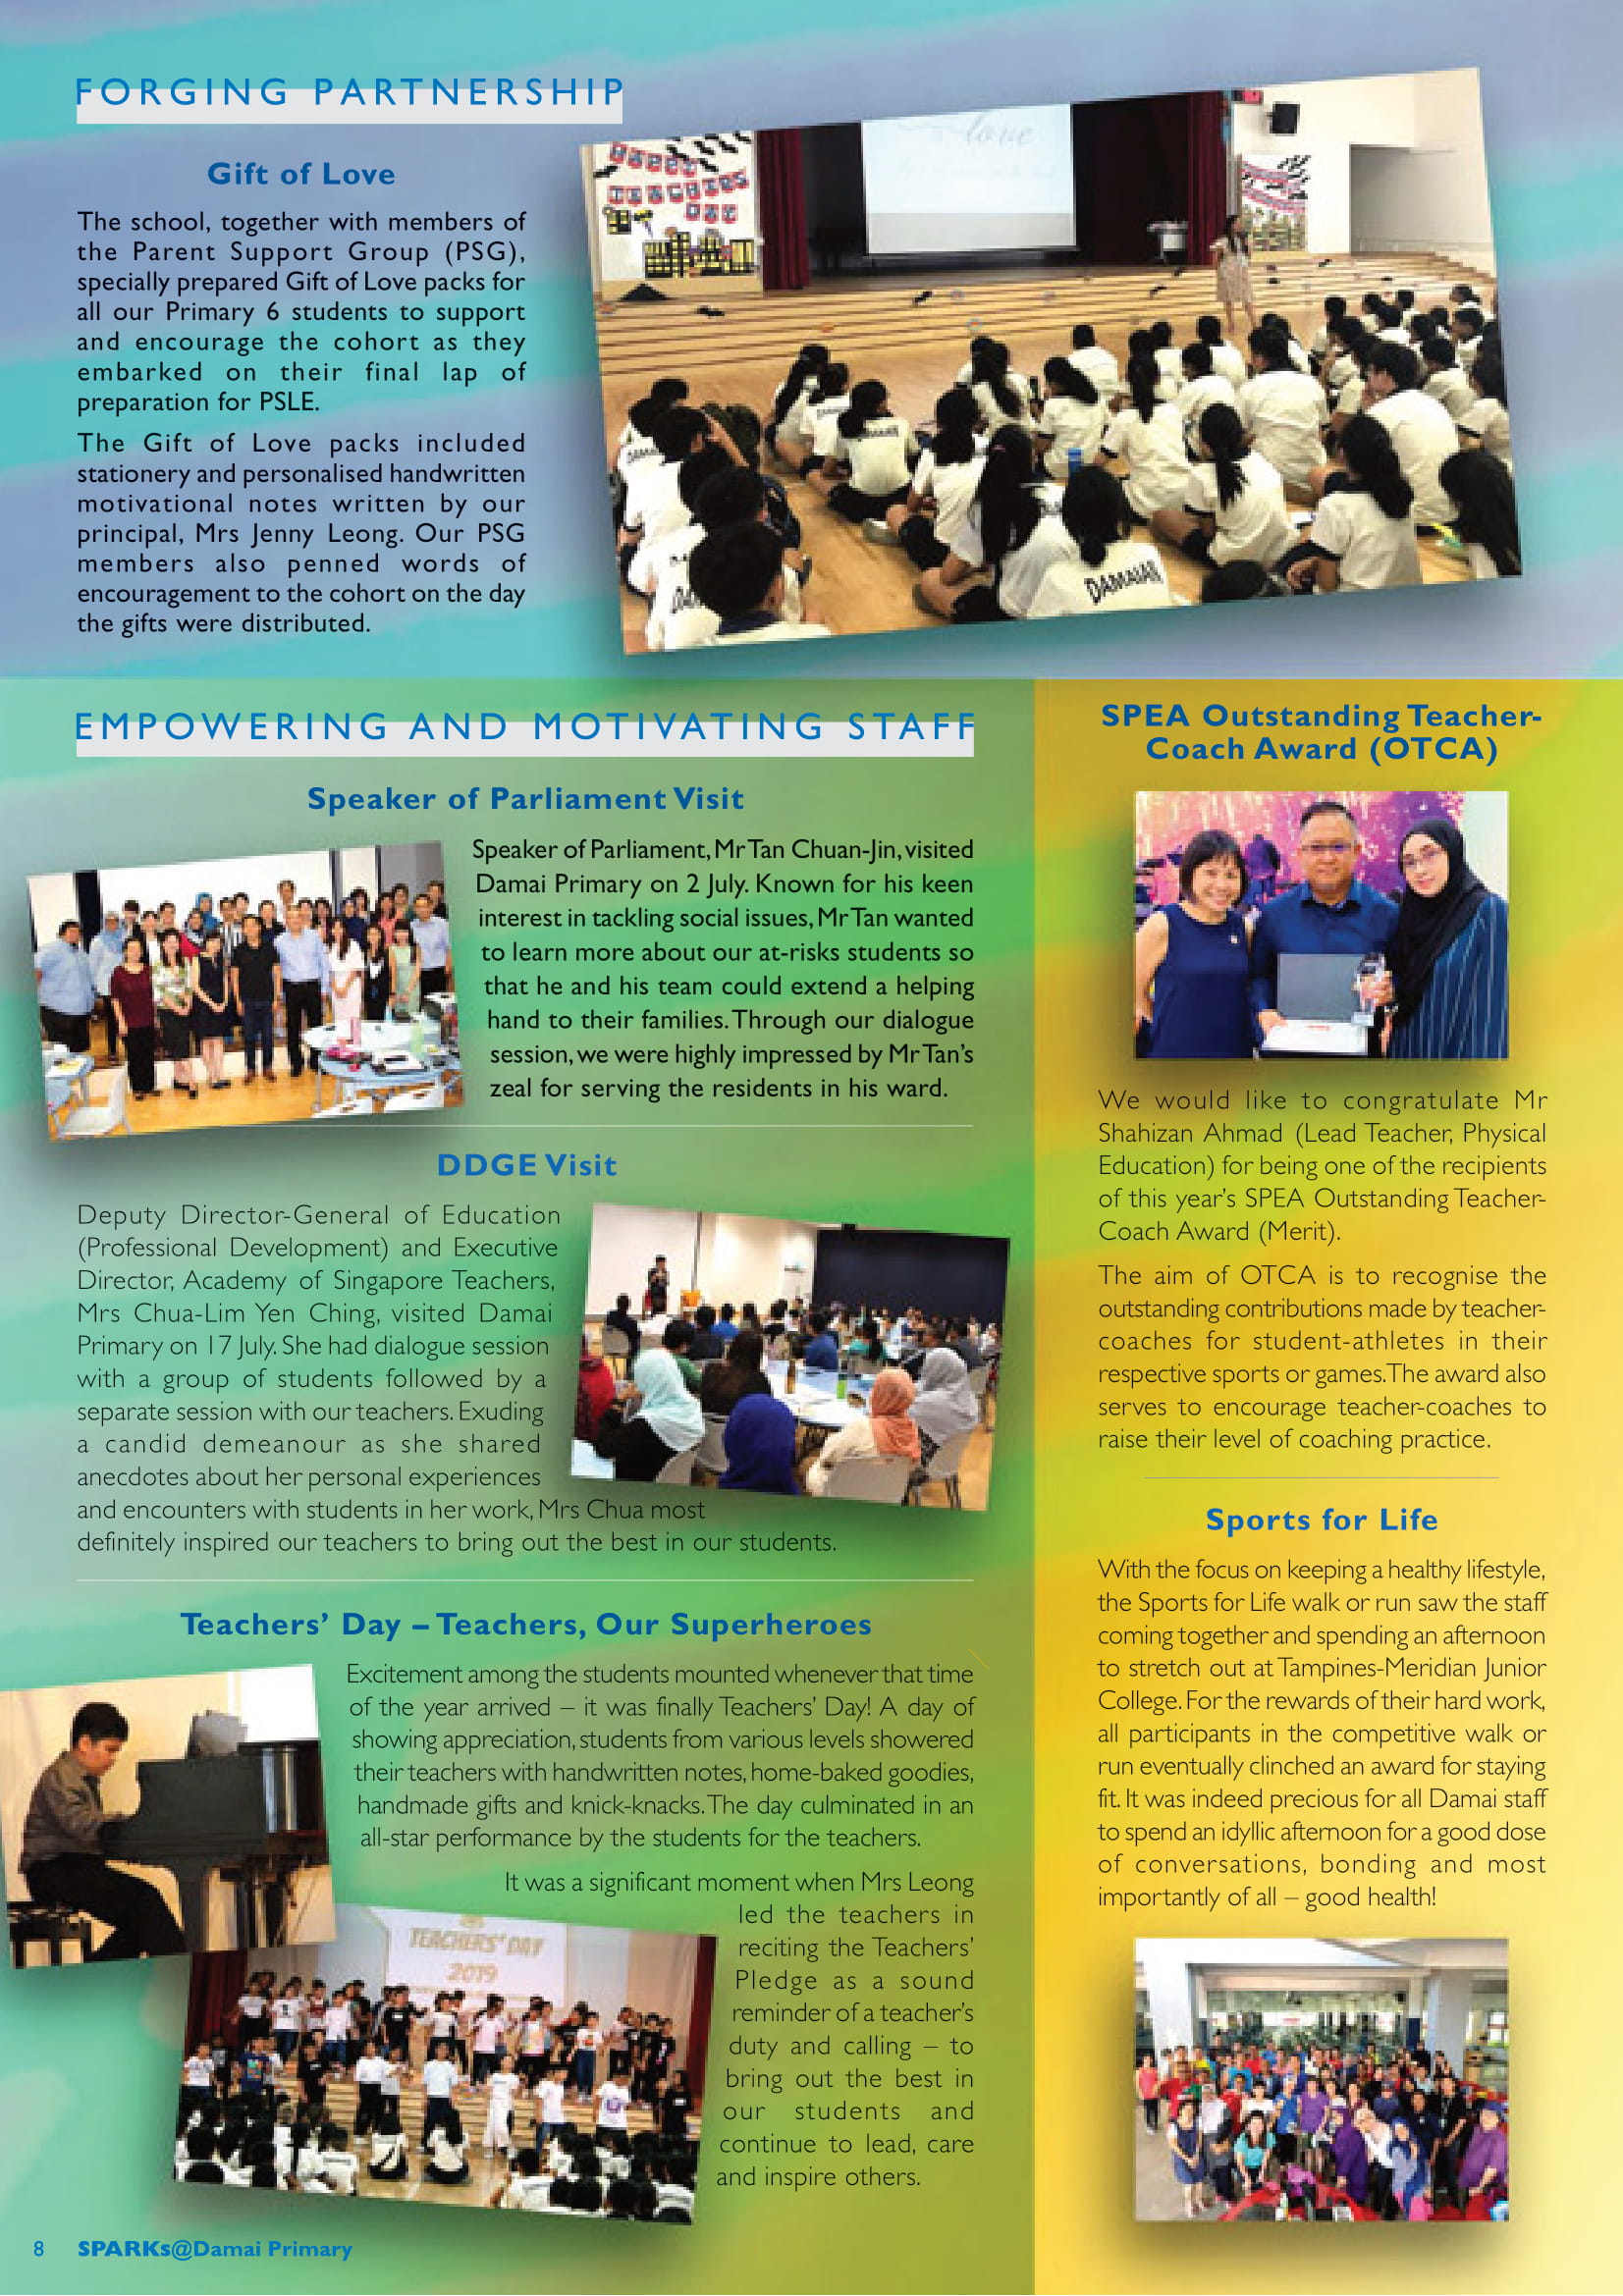 FORGING PARTNERSHIP
Gift of Love
The school, together with members of
the Parent Support Group (PSG),
specially prepared Gift of Love packs for
all our Primary 6 students to support
and encourage the cohort as they
embarked on their final lap of
preparation for PSLE.
The Gift of Love packs included
stationery and personalised handwritten
motivational notes written by our
principal, Mrs Jenny Leong. Our PSG
members also penned words of
encouragement to the cohort on the day
the gifts were distributed.
love
HAPPY
TEACHERS
DAY
DAMAIAN
EMPOWERING AND MOTIVATING STAFF
Speaker of Parliament Visit
Speaker of Parliament, Mr Tan Chuan-Jin, visited
Damai Primary on 2 July. Known for his keen
interest in tackling social issues, Mr Tan wanted
to learn more about our at-risks students so
that he and his team could extend a helping
hand to their families. Through our dialogue
session, we were highly impressed by Mr Tan's
zeal for serving the residents in his ward.
DDGE Visit
Deputy Director-General of Education
(Professional Development) and Executive
Director, Academy of Singapore Teachers,
Mrs Chua-Lim Yen Ching, visited Damai
Primary on 17 July. She had dialogue session
with a group of students followed by a
separate session with our teachers. Exuding
a candid demeanour as she shared
anecdotes about her personal experiences
and encounters with students in her work, Mrs Chua most
definitely inspired our teachers to bring out the best in our students.
Teachers' Day – Teachers, Our Superheroes
Excitement among the students mounted whenever that time
of the year arrived – it was finally Teachers' Day! A day of
showing appreciation, students from various levels showered
their teachers with handwritten notes, home-baked goodies,
handmade gifts and knick-knacks. The day culminated in an
all-star performance by the students for the teachers.
It was a significant moment when Mrs Leong
led the teachers in
reciting the Teachers'
Pledge as a sound
reminder of a teacher's
duty and calling – to
bring out the best in
our students and
continue to lead, care
and inspire others.
TEACHERS' DAY
2019
SPEA Outstanding Teacher-
Coach Award (OTCA)
We would like to congratulate Mr
Shahizan Ahmad (Lead Teacher, Physical
Education) for being one of the recipients
of this year's SPEA Outstanding Teacher-
Coach Award (Merit).
The aim of OTCA is to recognise the
outstanding contributions made by teacher-
coaches for student-athletes in their
respective sports or games. The award also
serves to encourage teacher-coaches to
raise their level of coaching practice.
Sports for Life
With the focus on keeping a healthy lifestyle,
the Sports for Life walk or run saw the staff
coming together and spending an afternoon
to stretch out at Tampines-Meridian Junior
College. For the rewards of their hard work,
all participants in the competitive walk or
run eventually clinched an award for staying
fit. It was indeed precious for all Damai staff
to spend an idyllic afternoon for a good dose
of conversations, bonding and most
importantly of all – good health!
8 SPARKs@Damai Primary